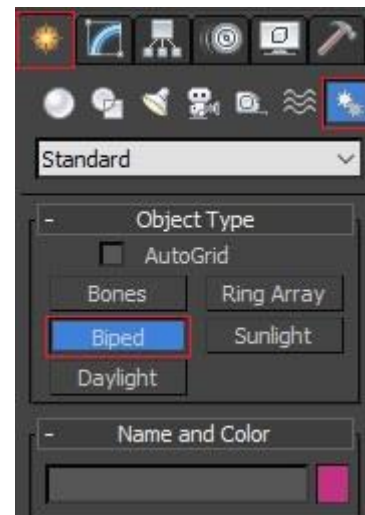 Standard
- Object Type
AutoGrid
Bones Ring Array
Biped Sunlight
Daylight
- Name and Color